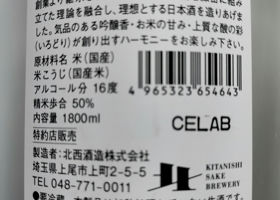 た理論を融合し、理想とする日本酒を造りあげまし
た。気品のある吟醸香・お米の甘み・上質な酸の彩
(いろどり)が創り出すハーモニーをお楽しみ下さい。
原材料名 米(国産)
米こうじ(国産米)
アルコール分 16度
精米歩合 50%
内容量 1800ml
特約店販売
4 965323 654643
CELAB
製造者:北西酒造株式会社
埼玉県上尾市上町2-5-5
TEL 048-771-0011
KITANISHI
SAKE
BREWERY